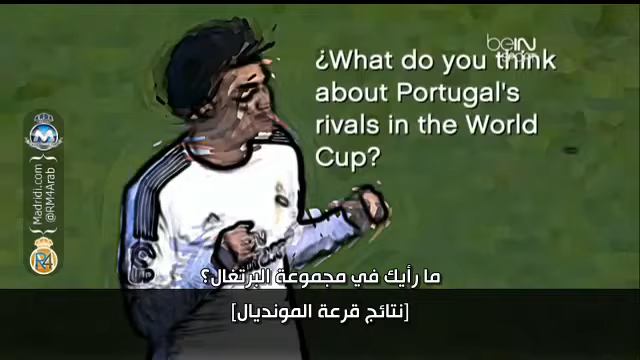 beIN
¿What do you think
about Portugal's
rivals in the World
Cup?
Madridi.com
@RM4Arab
ما رأيك في مجموعة البرتغال؟
[نتائج قرعة المونديال]